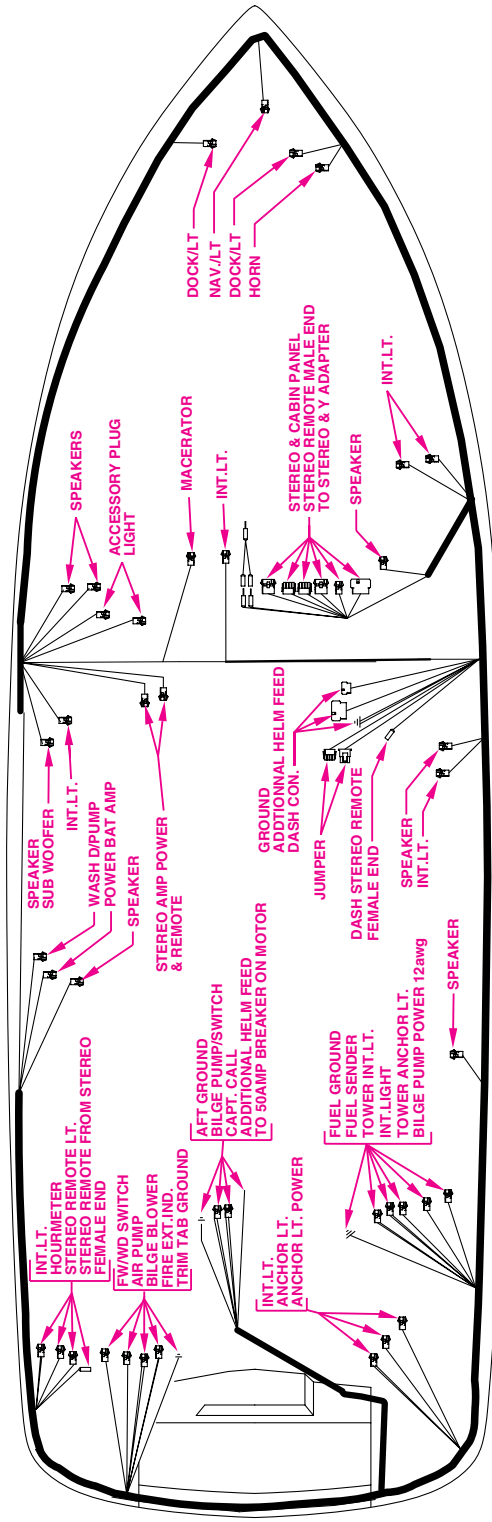 DOCK/LT
NAV./LT
DOCK/LT
HORN
SPEAKERS
ACCESSORY PLUG
LIGHT
MACERATOR
INT.LT.
STEREO & CABIN PANEL
STEREO REMOTE MALE END
TO STEREO & Y ADAPTER
SPEAKER
INT.LT.
SPEAKER
SUB WOOFER
INT.LT.
WASH D/PUMP
POWER BAT AMP
SPEAKER
STEREO AMP POWER
& REMOTE
GROUND
ADDTIONNAL HELM FEED
DASH CON.
JUMPER
DASH STEREO REMOTE
FEMALE END
SPEAKER
INT.LT.
SPEAKER
INT.LT.
HOURMETER
STEREO REMOTE LT.
STEREO REMOTE FROM STEREO
FEMALE END
FW/WD SWITCH
AIR PUMP
BILGE BLOWER
FIRE EXT.IND.
TRIM TAB GROUND
AFT GROUND
BILGE PUMP/SWITCH
CAPT. CALL
ADDITIONAL HELM FEED
TO 50AMP BREAKER ON MOTOR
INT.LT.
ANCHOR LT.
ANCHOR LT. POWER
FUEL GROUND
FUEL SENDER
TOWER INT.LT.
INT.LIGHT
TOWER ANCHOR LT.
BILGE PUMP POWER 12awg